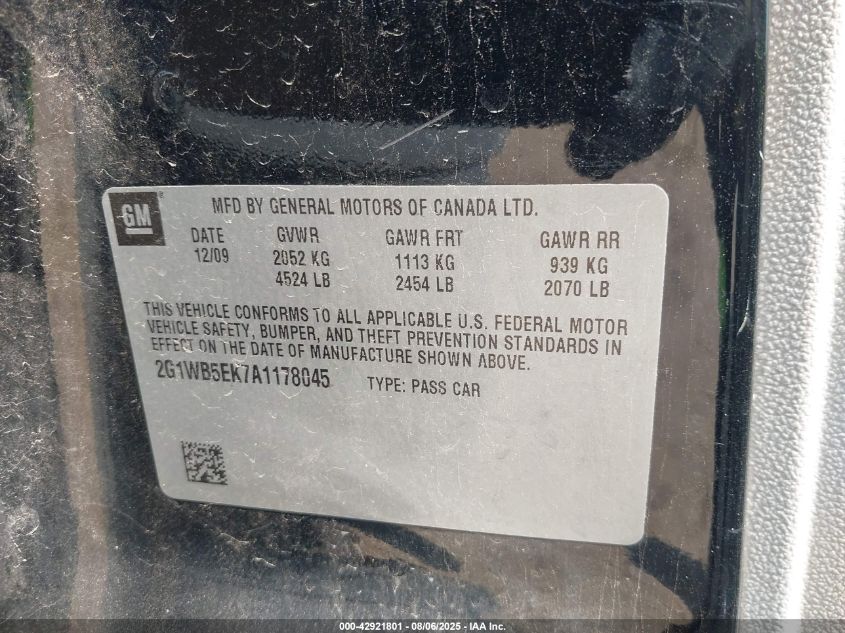 GM ®
MFD BY GENERAL MOTORS OF CANADA LTD.
DATE GVWR GAWR FRT GAWR RR
12/09 2052 KG 1113 KG 939 KG
4524 LB 2454 LB 2070 LB
THIS VEHICLE CONFORMS TO ALL APPLICABLE U.S. FEDERAL MOTOR
VEHICLE SAFETY, BUMPER, AND THEFT PREVENTION STANDARDS IN
EFFECT ON THE DATE OF MANUFACTURE SHOWN ABOVE.
2G1WB5EK7A1178045 TYPE: PASS CAR
000-42921801 - 08/06/2025 - IAA Inc.